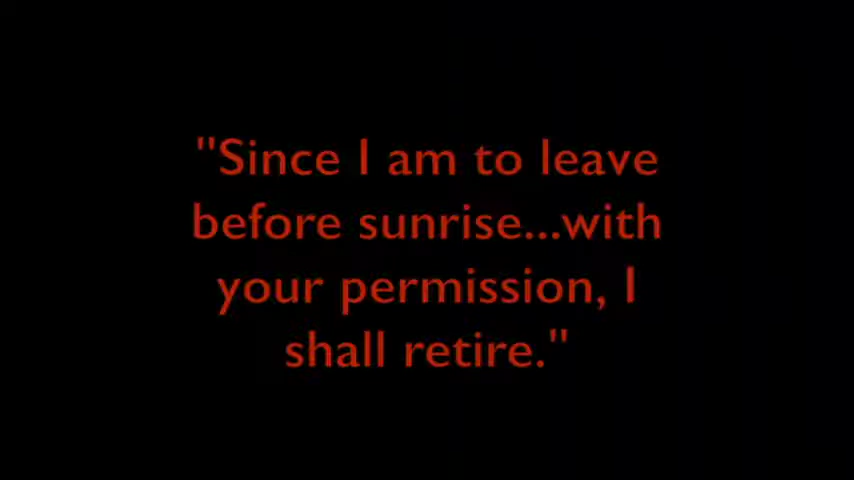 "Since I am to leave
before sunrise...with
your permission, I
shall retire."